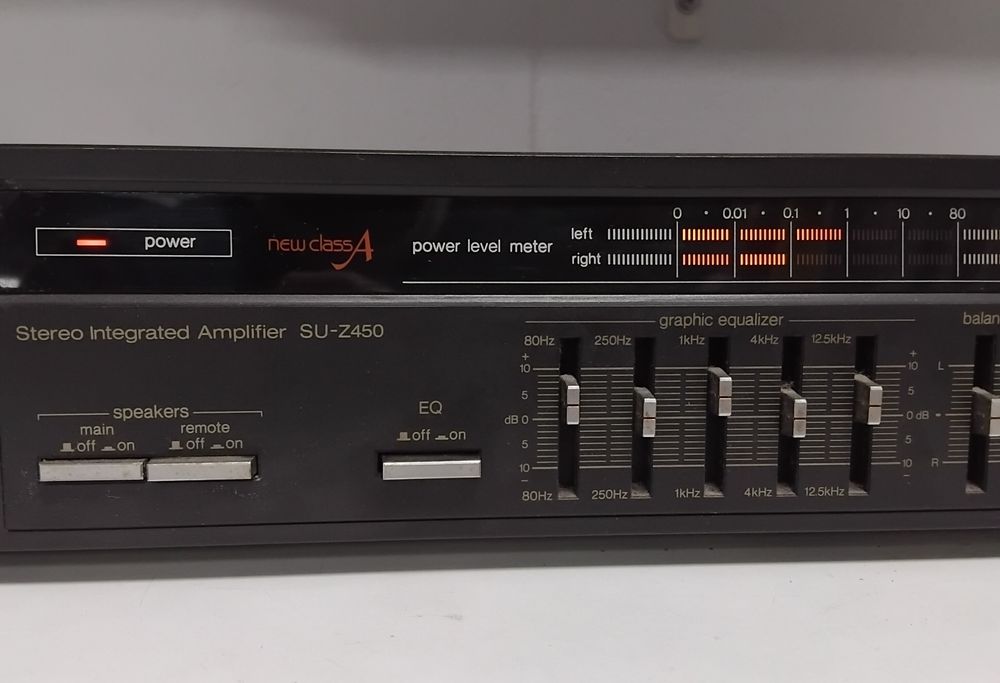 power
new class A
power level meter
0 · 0.01 · 0.1 · 1 · 10 · 80
left
right
Stereo Integrated Amplifier SU-Z450
speakers
main
off on
remote
off on
EQ
off on
graphic equalizer
80Hz 250Hz 1kHz 4kHz 12.5kHz
+ +
10 10
5 5
dB 0 0 dB
5 5
10 10
- -
80Hz 250Hz 1kHz 4kHz 12.5kHz
balan
L
R